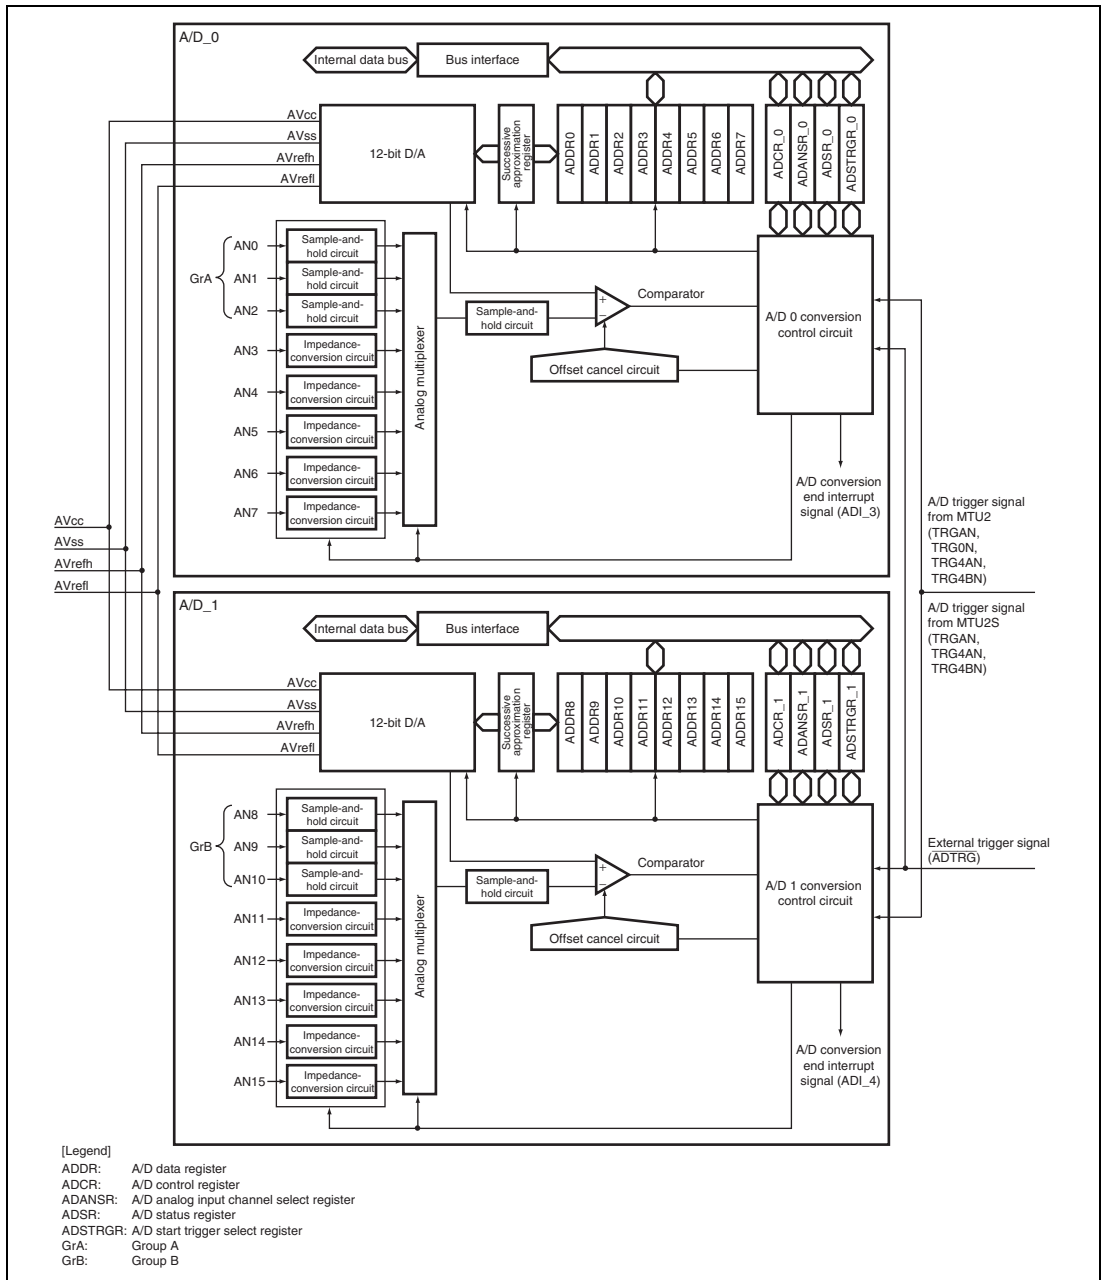 A/D_0
Internal data bus
Bus interface
AVcc
AVss
AVrefh
AVrefl
12-bit D/A
Successive
approximation
register
ADDR0
ADDR1
ADDR2
ADDR3
ADDR4
ADDR5
ADDR6
ADDR7
ADCR_0
ADANSR_0
ADSR_0
ADSTRGR_0
GrA
AN0
Sample-and-
hold circuit
AN1
Sample-and-
hold circuit
AN2
Sample-and-
hold circuit
AN3
Impedance-
conversion circuit
AN4
Impedance-
conversion circuit
AN5
Impedance-
conversion circuit
AN6
Impedance-
conversion circuit
AN7
Impedance-
conversion circuit
Analog multiplexer
Sample-and-
hold circuit
+
−
Comparator
Offset cancel circuit
A/D 0 conversion
control circuit
A/D conversion
end interrupt
signal (ADI_3)
AVcc
AVss
AVrefh
AVrefl
A/D trigger signal
from MTU2
(TRGAN,
TRG0N,
TRG4AN,
TRG4BN)
A/D trigger signal
from MTU2S
(TRGAN,
TRG4AN,
TRG4BN)
A/D_1
Internal data bus
Bus interface
AVcc
AVss
AVrefh
AVrefl
12-bit D/A
Successive
approximation
register
ADDR8
ADDR9
ADDR10
ADDR11
ADDR12
ADDR13
ADDR14
ADDR15
ADCR_1
ADANSR_1
ADSR_1
ADSTRGR_1
GrB
AN8
Sample-and-
hold circuit
AN9
Sample-and-
hold circuit
AN10
Sample-and-
hold circuit
AN11
Impedance-
conversion circuit
AN12
Impedance-
conversion circuit
AN13
Impedance-
conversion circuit
AN14
Impedance-
conversion circuit
AN15
Impedance-
conversion circuit
Analog multiplexer
Sample-and-
hold circuit
+
−
Comparator
Offset cancel circuit
A/D 1 conversion
control circuit
A/D conversion
end interrupt
signal (ADI_4)
External trigger signal
(ADTRG)
[Legend]
ADDR: A/D data register
ADCR: A/D control register
ADANSR: A/D analog input channel select register
ADSR: A/D status register
ADSTRGR: A/D start trigger select register
GrA: Group A
GrB: Group B